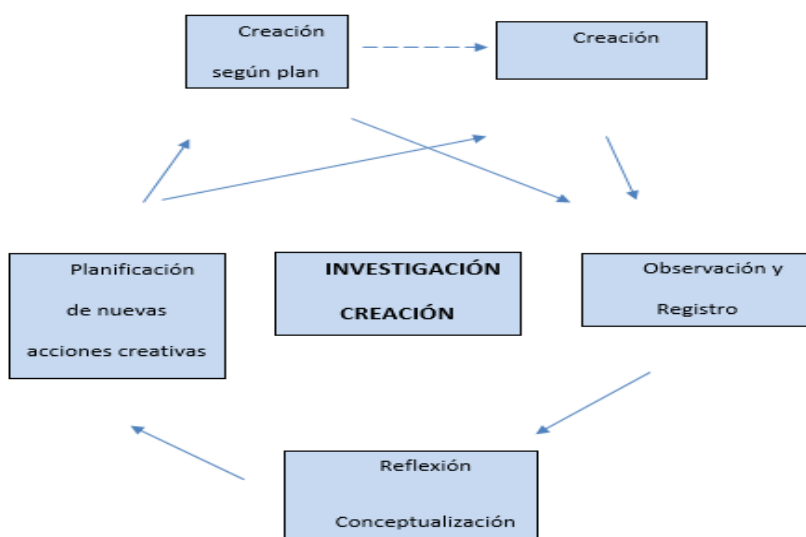 Creación
según plan
Creación
Planificación
de nuevas
acciones creativas
INVESTIGACIÓN
CREACIÓN
Observación y
Registro
Reflexión
Conceptualización